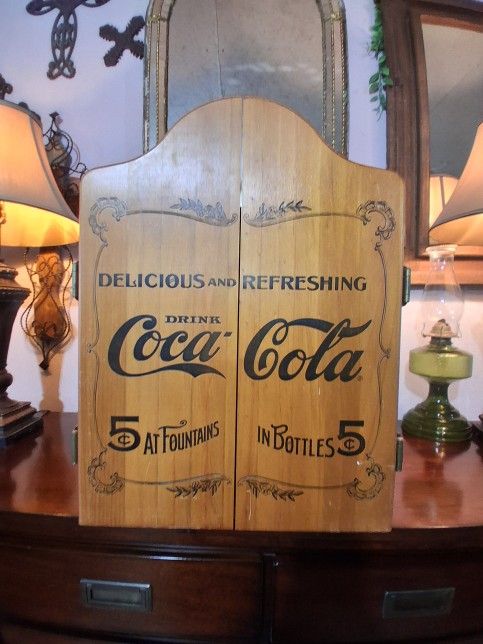 DELICIOUS AND REFRESHING
DRINK
Coca-Cola®
5¢ AT FOUNTAINS IN BOTTLES 5¢